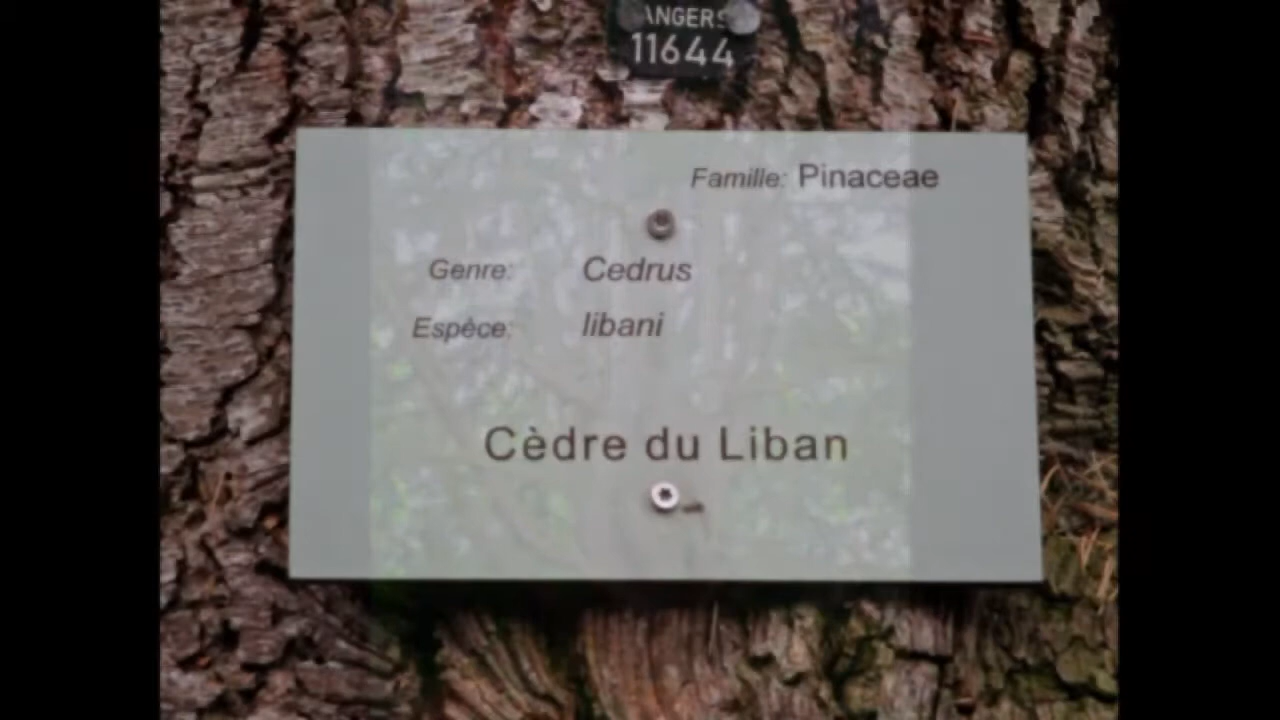 ANGERS
11644
Famille: Pinaceae
Genre: Cedrus
Espèce: libani
Cèdre du Liban